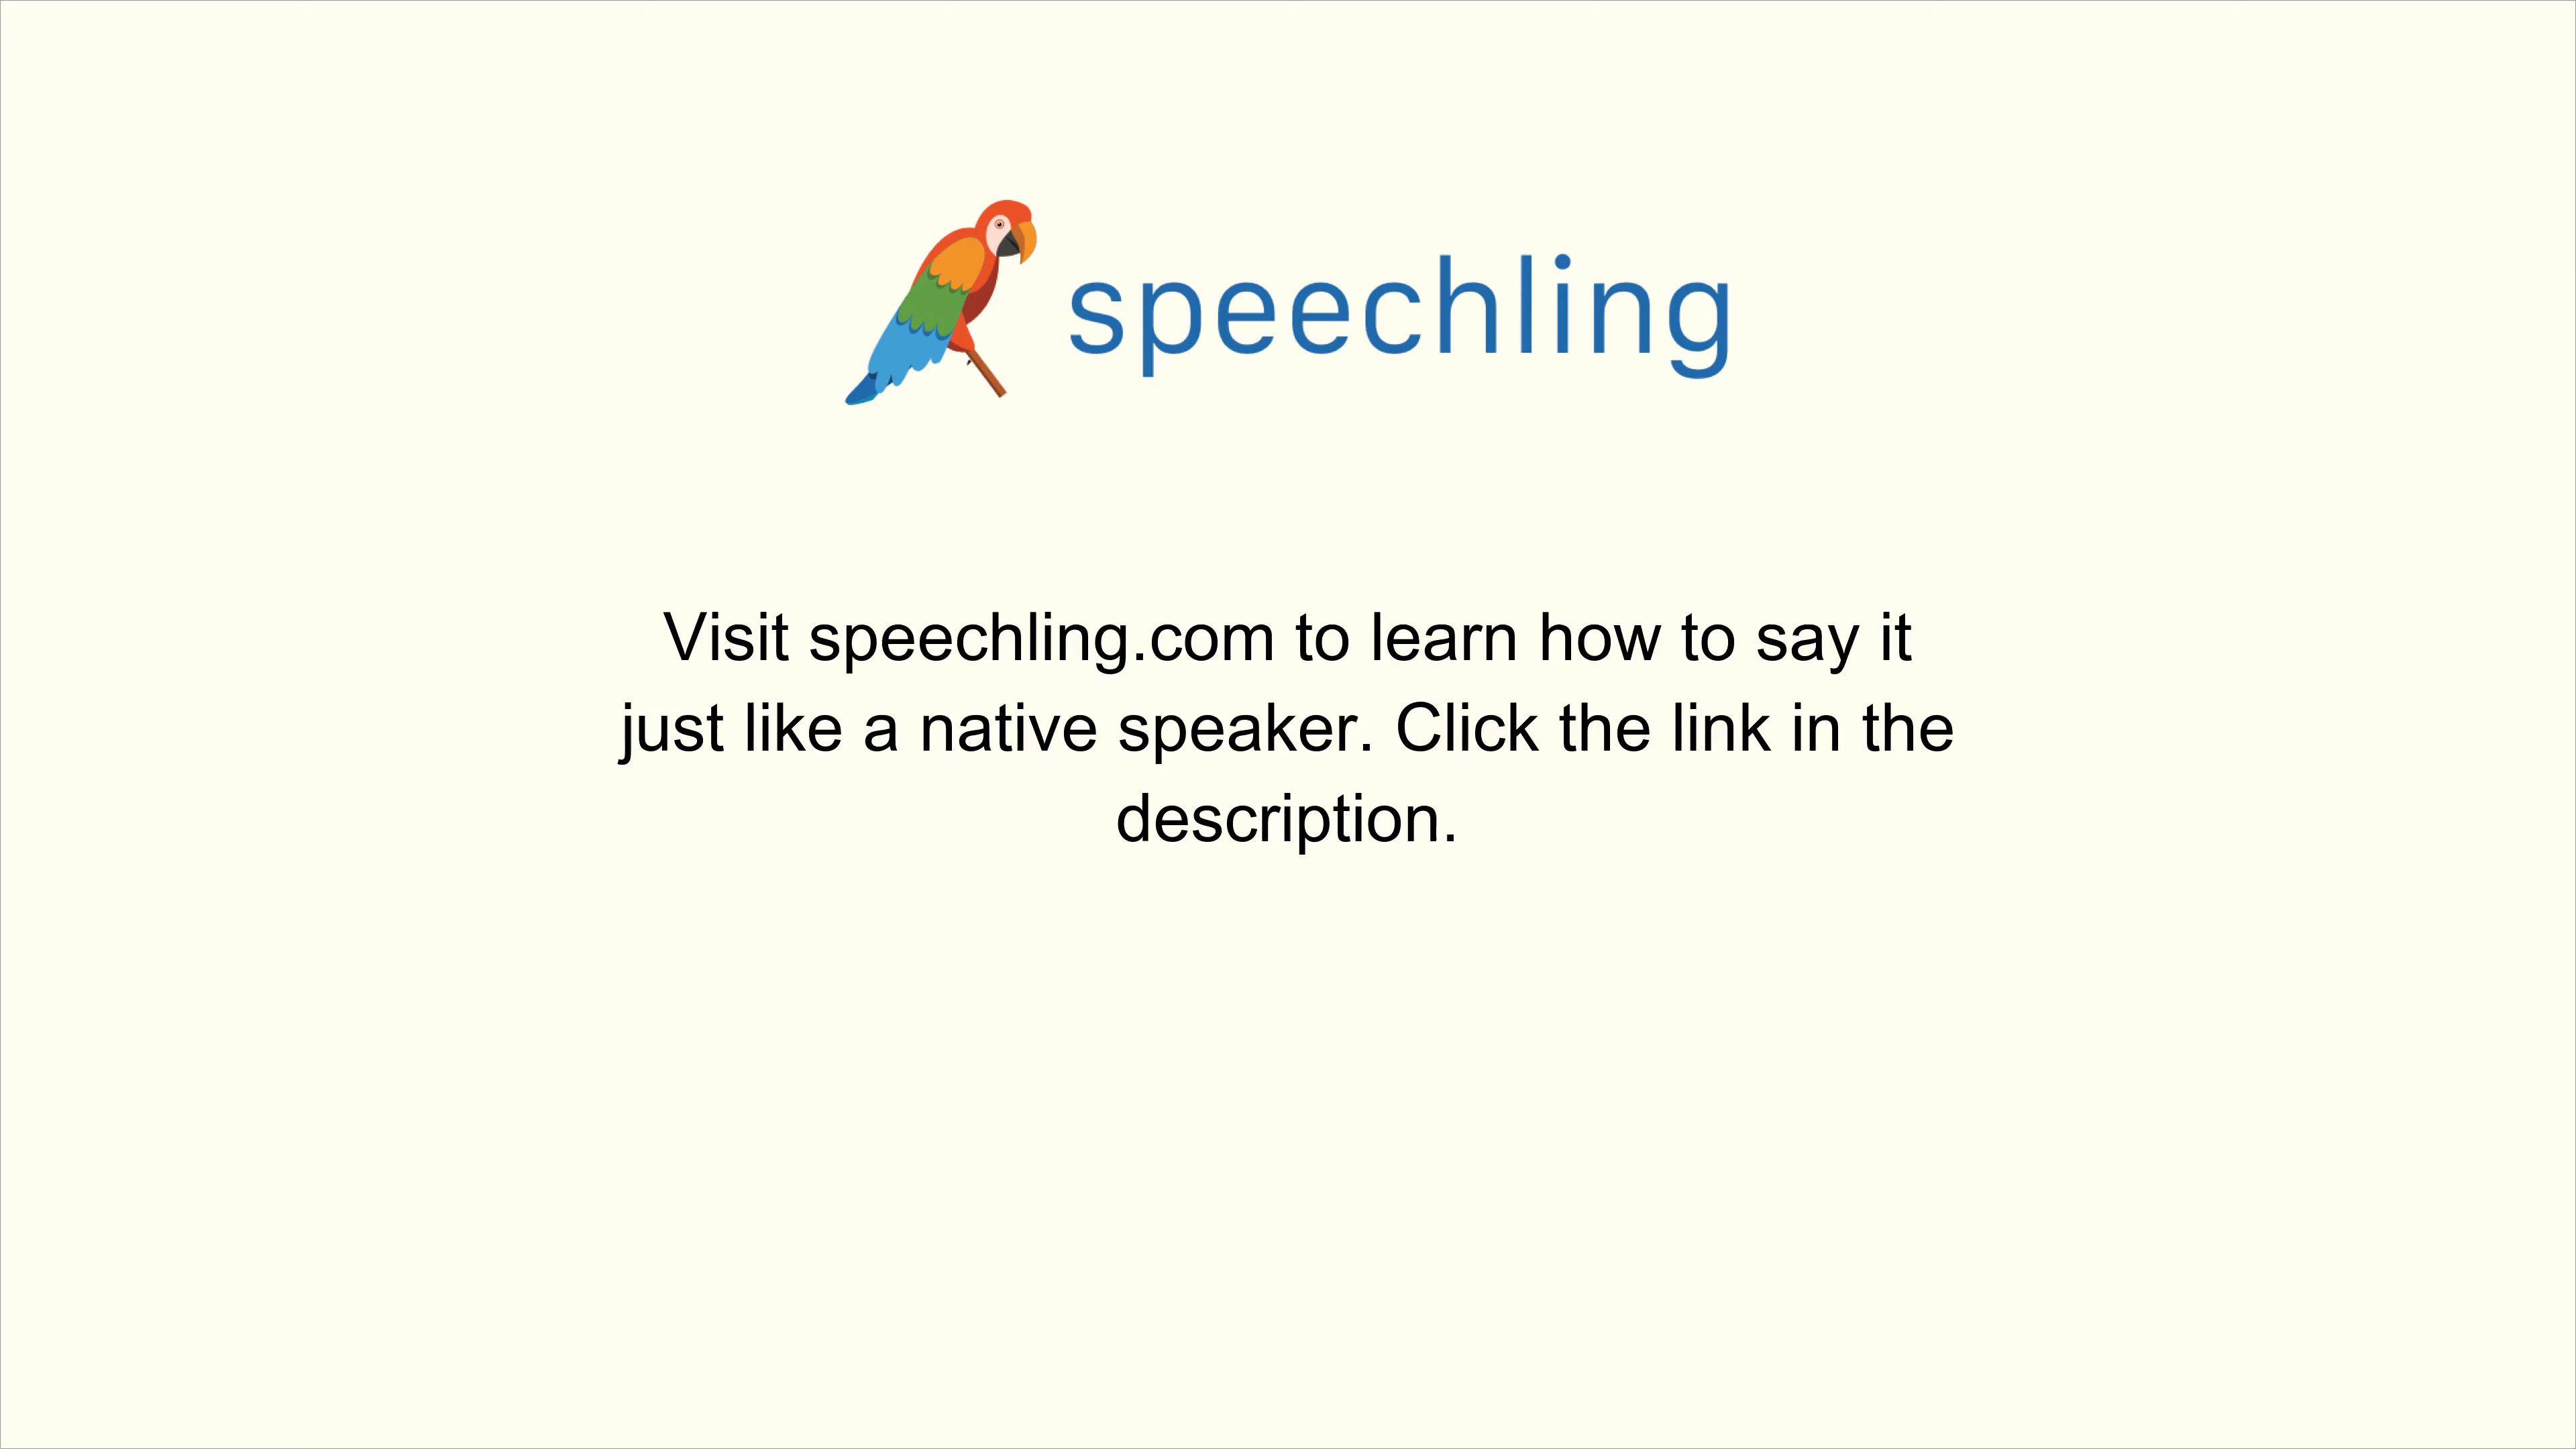 speechling
Visit speechling.com to learn how to say it
just like a native speaker. Click the link in the
description.